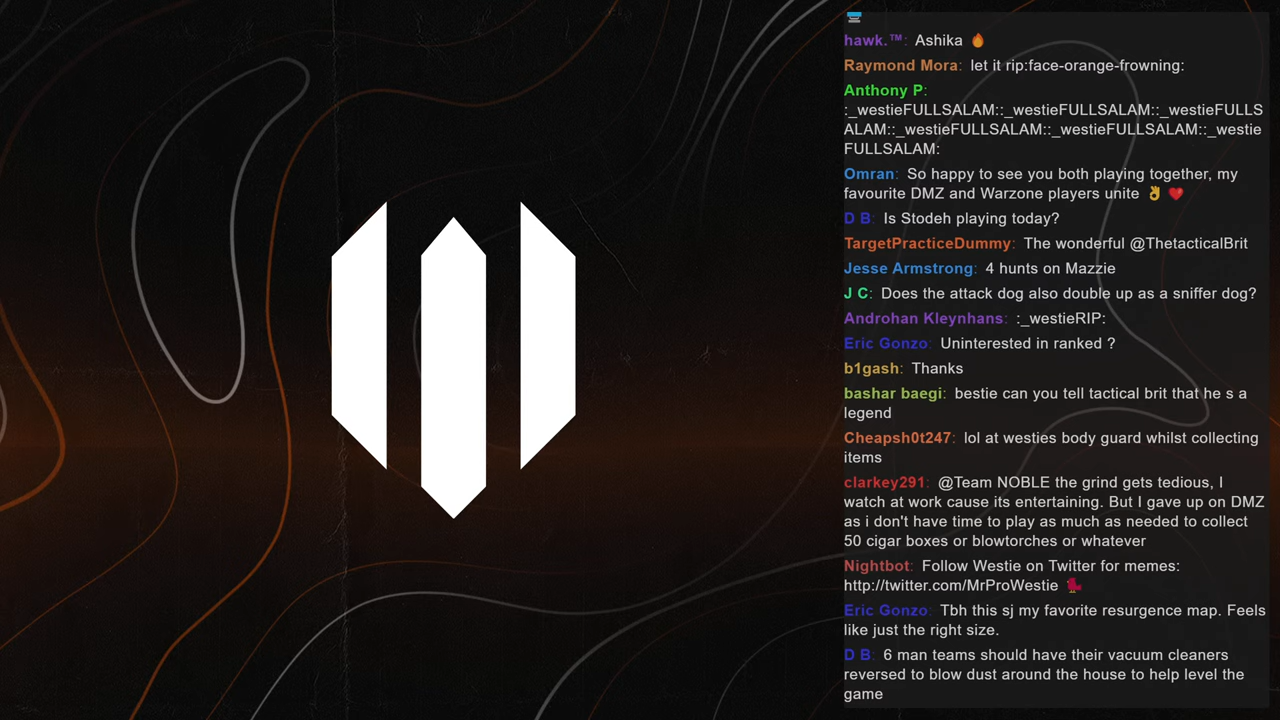 hawk.™: Ashika 🔥
Raymond Mora: let it rip:face-orange-frowning:
Anthony P:
:_westieFULLSALAM::_westieFULLSALAM::_westieFULLS
ALAM::_westieFULLSALAM::_westieFULLSALAM::_westie
FULLSALAM:
Omran: So happy to see you both playing together, my
favourite DMZ and Warzone players unite 👌 ❤️
D B: Is Stodeh playing today?
TargetPracticeDummy: The wonderful @ThetacticalBrit
Jesse Armstrong: 4 hunts on Mazzie
J C: Does the attack dog also double up as a sniffer dog?
Androhan Kleynhans: :_westieRIP:
Eric Gonzo: Uninterested in ranked ?
b1gash: Thanks
bashar baegi: bestie can you tell tactical brit that he s a
legend
Cheapsh0t247: lol at westies body guard whilst collecting
items
clarkey291: @Team NOBLE the grind gets tedious, I
watch at work cause its entertaining. But I gave up on DMZ
as i don't have time to play as much as needed to collect
50 cigar boxes or blowtorches or whatever
Nightbot: Follow Westie on Twitter for memes:
http://twitter.com/MrProWestie
Eric Gonzo: Tbh this sj my favorite resurgence map. Feels
like just the right size.
D B: 6 man teams should have their vacuum cleaners
reversed to blow dust around the house to help level the
game